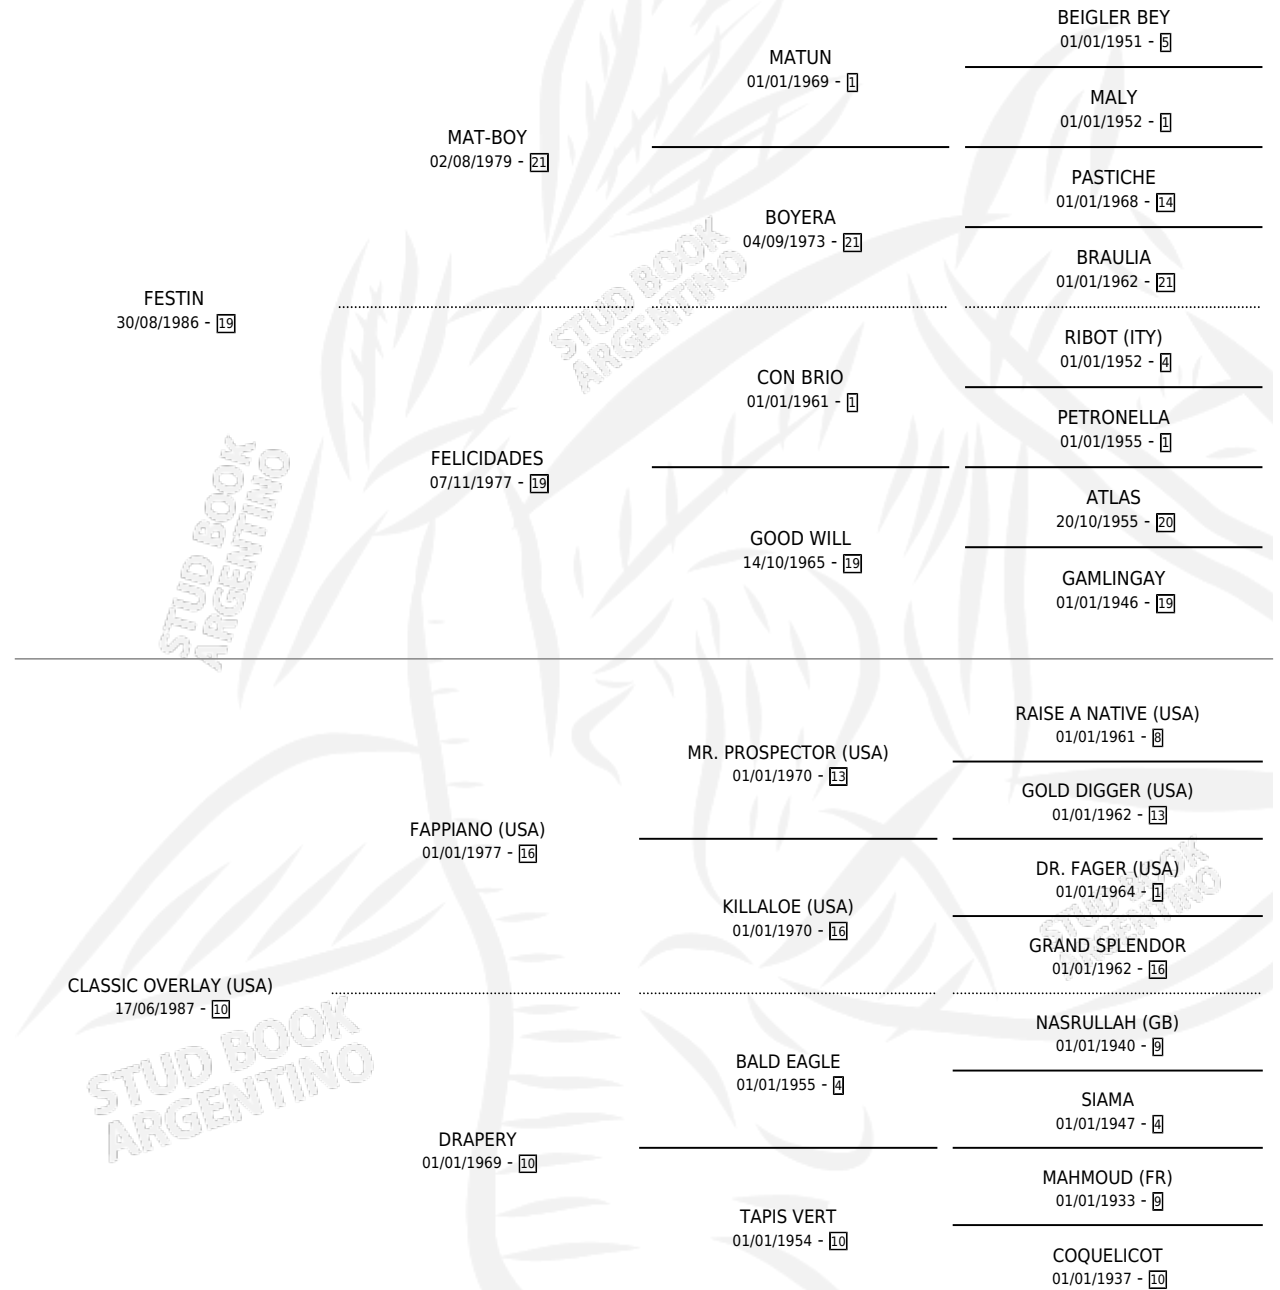 BEIGLER BEY
01/01/1951 - 5
MATUN
01/01/1969 - 1
MALY
01/01/1952 - 1
MAT-BOY
02/08/1979 - 21
PASTICHE
01/01/1968 - 14
BOYERA
04/09/1973 - 21
BRAULIA
01/01/1962 - 21
FESTIN
30/08/1986 - 19
RIBOT (ITY)
01/01/1952 - 4
CON BRIO
01/01/1961 - 1
PETRONELLA
01/01/1955 - 1
FELICIDADES
07/11/1977 - 19
ATLAS
20/10/1955 - 20
GOOD WILL
14/10/1965 - 19
GAMLINGAY
01/01/1946 - 19
STUD BOOK
ARGENTINO
STUD BOOK
ARGENTINO
RAISE A NATIVE (USA)
01/01/1961 - 8
MR. PROSPECTOR (USA)
01/01/1970 - 13
GOLD DIGGER (USA)
01/01/1962 - 13
FAPPIANO (USA)
01/01/1977 - 16
DR. FAGER (USA)
01/01/1964 - 1
KILLALOE (USA)
01/01/1970 - 16
GRAND SPLENDOR
01/01/1962 - 16
STUD BOOK
ARGENTINO
CLASSIC OVERLAY (USA)
17/06/1987 - 10
NASRULLAH (GB)
01/01/1940 - 9
BALD EAGLE
01/01/1955 - 4
SIAMA
01/01/1947 - 4
DRAPERY
01/01/1969 - 10
MAHMOUD (FR)
01/01/1933 - 9
TAPIS VERT
01/01/1954 - 10
COQUELICOT
01/01/1937 - 10
STUD BOOK
ARGENTINO